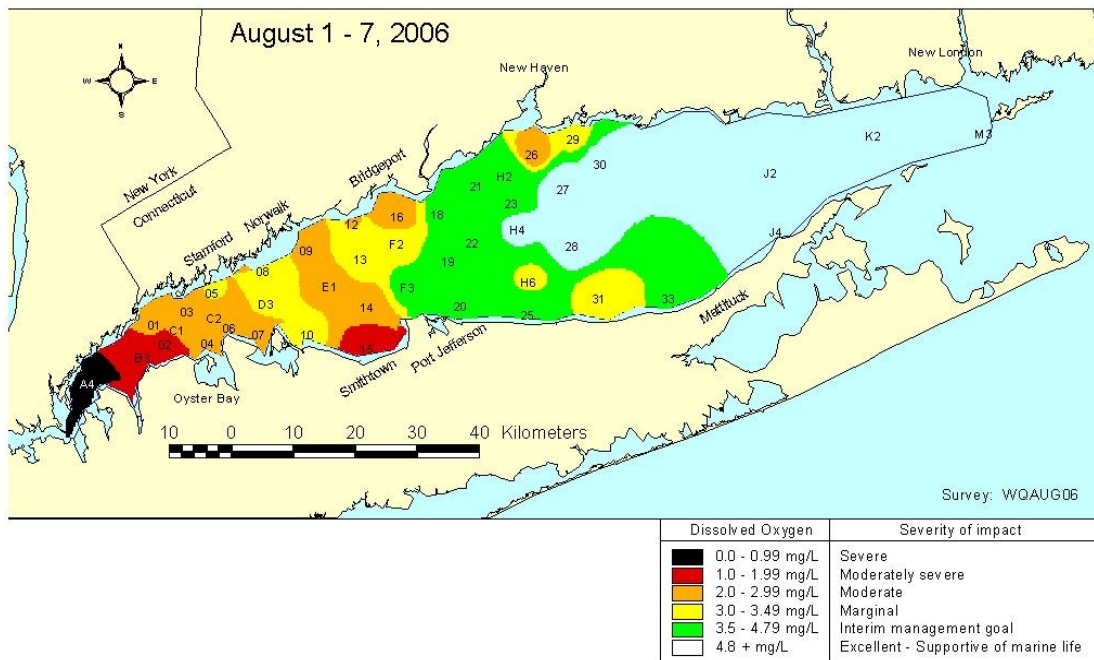 August 1 - 7, 2006
N
W E
S
New London
New Haven
K2
M3
29
26
30
J2
New York
Connecticut
Bridgeport
H2
21
27
23
16
18
12
H4
J4
Stamford
Norwalk
F2
22
28
09
13
19
08
H6
05
E1
F3
31
33
D3
14
20
25
03
C2
01
C1
06
07
10
Mattituck
02
04
15
B3
Smithtown
Port Jefferson
A4
Oyster Bay
10 0 10 20 30 40 Kilometers
Survey: WQAUG06
Dissolved Oxygen Severity of impact
0.0 - 0.99 mg/L Severe
1.0 - 1.99 mg/L Moderately severe
2.0 - 2.99 mg/L Moderate
3.0 - 3.49 mg/L Marginal
3.5 - 4.79 mg/L Interim management goal
4.8 + mg/L Excellent - Supportive of marine life